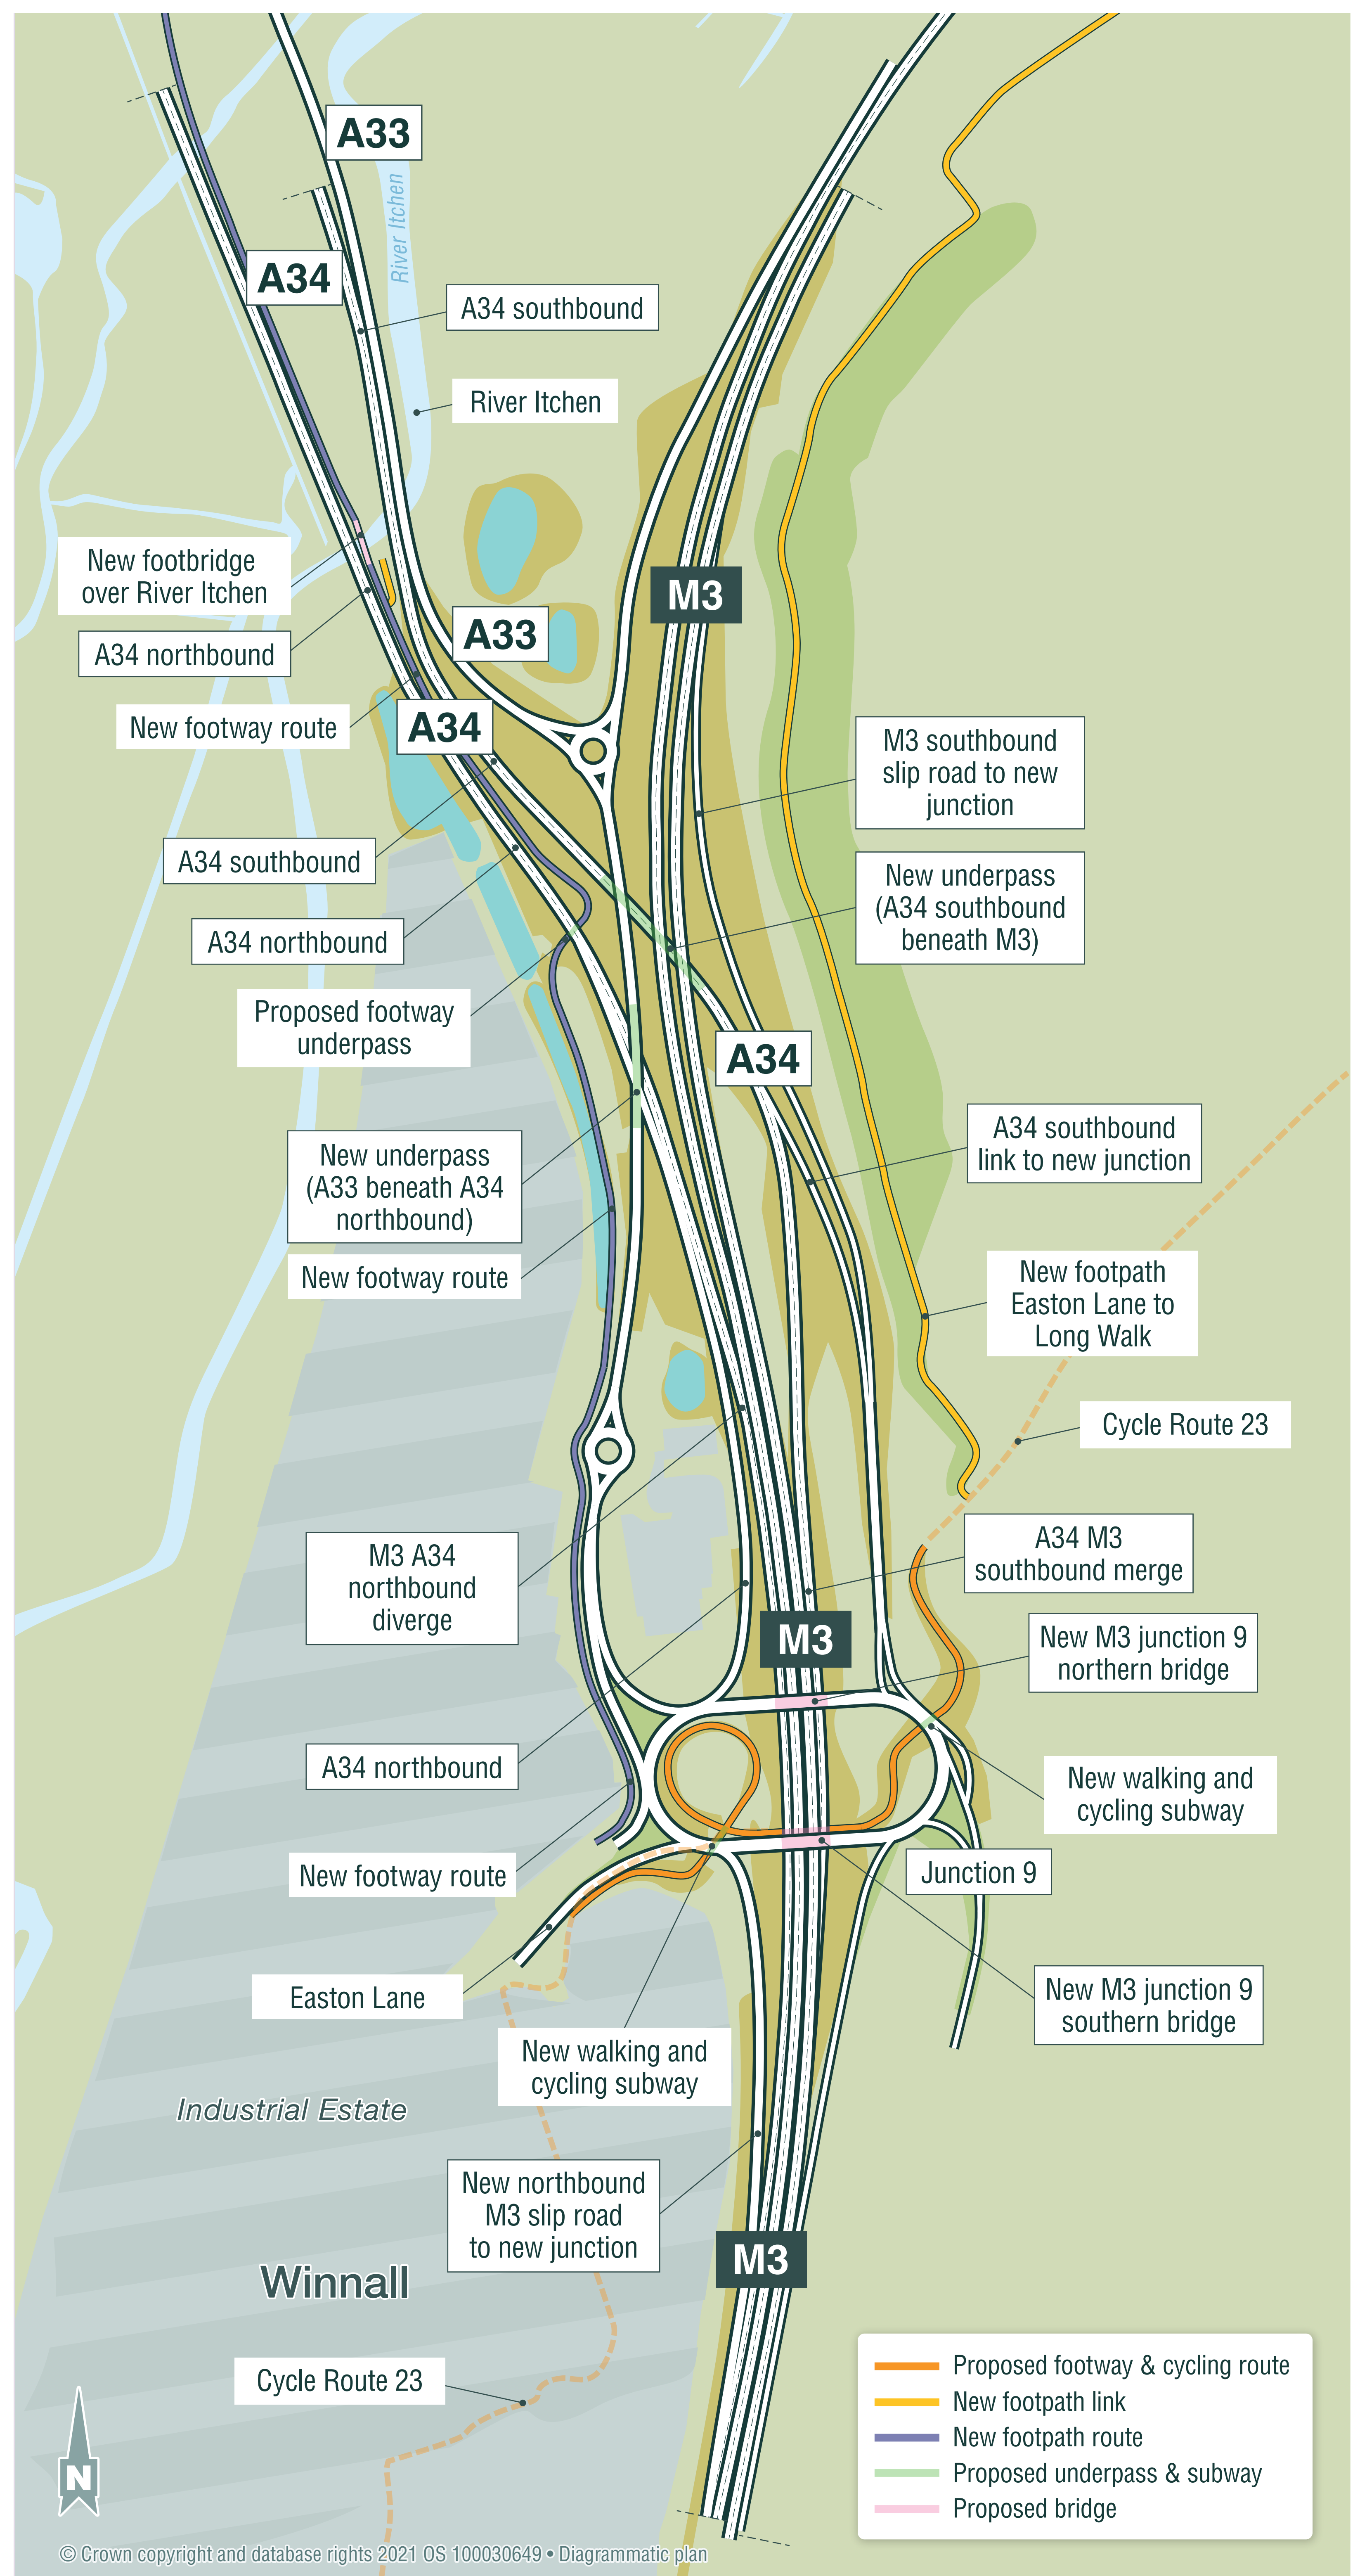 A33
River Itchen
A34
A34 southbound
River Itchen
New footbridge
over River Itchen
M3
A33
A34 northbound
New footway route
A34
M3 southbound
slip road to new
junction
A34 southbound
New underpass
(A34 southbound
beneath M3)
A34 northbound
Proposed footway
underpass
A34
A34 southbound
link to new junction
New underpass
(A33 beneath A34
northbound)
New footway route
New footpath
Easton Lane to
Long Walk
Cycle Route 23
M3 A34
northbound
diverge
A34 M3
southbound merge
M3
New M3 junction 9
northern bridge
A34 northbound
New walking and
cycling subway
New footway route
Junction 9
Easton Lane
New M3 junction 9
southern bridge
New walking and
cycling subway
Industrial Estate
New northbound
M3 slip road
to new junction
M3
Winnall
Cycle Route 23
Proposed footway & cycling route
New footpath link
New footpath route
Proposed underpass & subway
Proposed bridge
N
© Crown copyright and database rights 2021 OS 100030649 • Diagrammatic plan